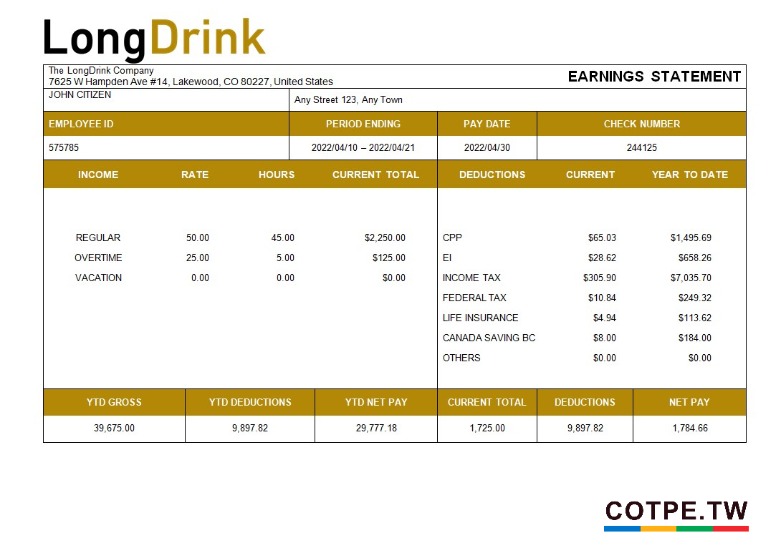 LongDrink
The LongDrink Company
7625 W Hampden Ave #14, Lakewood, CO 80227, United States
EARNINGS STATEMENT
JOHN CITIZEN
Any Street 123, Any Town
EMPLOYEE ID PERIOD ENDING PAY DATE CHECK NUMBER
575785 2022/04/10 – 2022/04/21 2022/04/30 244125
INCOME RATE HOURS CURRENT TOTAL DEDUCTIONS CURRENT YEAR TO DATE
REGULAR 50.00 45.00 $2,250.00 CPP $65.03 $1,495.69
OVERTIME 25.00 5.00 $125.00 EI $28.62 $658.26
VACATION 0.00 0.00 $0.00 INCOME TAX $305.90 $7,035.70
FEDERAL TAX $10.84 $249.32
LIFE INSURANCE $4.94 $113.62
CANADA SAVING BC $8.00 $184.00
OTHERS $0.00 $0.00
YTD GROSS YTD DEDUCTIONS YTD NET PAY CURRENT TOTAL DEDUCTIONS NET PAY
39,675.00 9,897.82 29,777.18 1,725.00 9,897.82 1,784.66
COTPE.TW